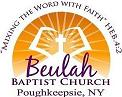 "Mixing the Word with Faith" Heb. 4:2
Beulah
Baptist Church
Poughkeepsie, NY